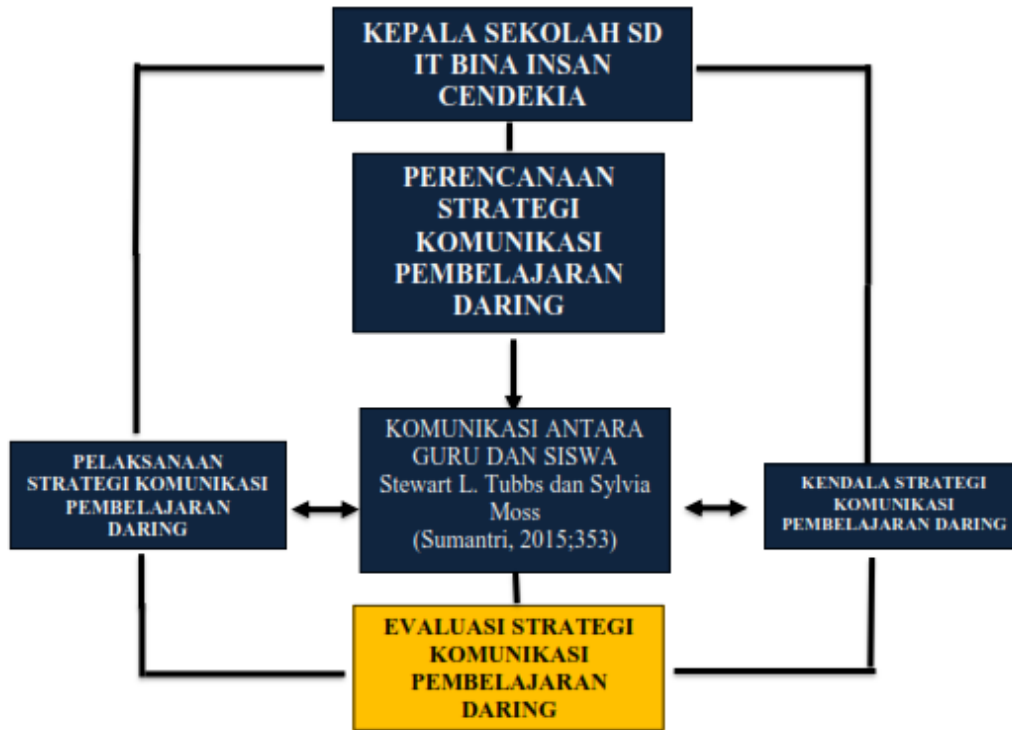 KEPALA SEKOLAH SD
IT BINA INSAN
CENDEKIA
PERENCANAAN
STRATEGI
KOMUNIKASI
PEMBELAJARAN
DARING
PELAKSANAAN
STRATEGI KOMUNIKASI
PEMBELAJARAN
DARING
KOMUNIKASI ANTARA
GURU DAN SISWA
Stewart L. Tubbs dan Sylvia
Moss
(Sumantri, 2015;353)
KENDALA STRATEGI
KOMUNIKASI
PEMBELAJARAN DARING
EVALUASI STRATEGI
KOMUNIKASI
PEMBELAJARAN
DARING